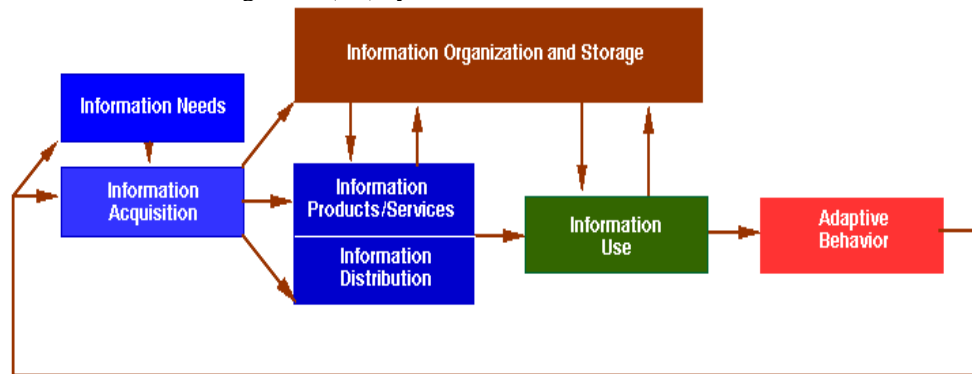 Information Organization and Storage
Information Needs
Information
Acquisition
Information
Products/Services
Information
Distribution
Information
Use
Adaptive
Behavior